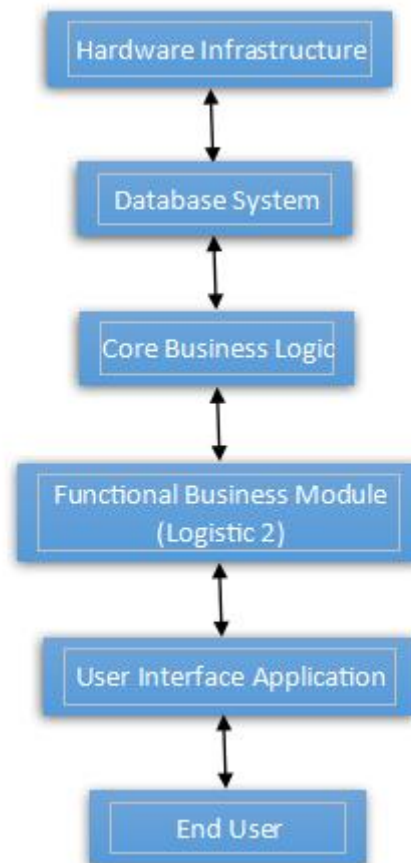 Hardware Infrastructure
Database System
Core Business Logic
Functional Business Module
(Logistic 2)
User Interface Application
End User